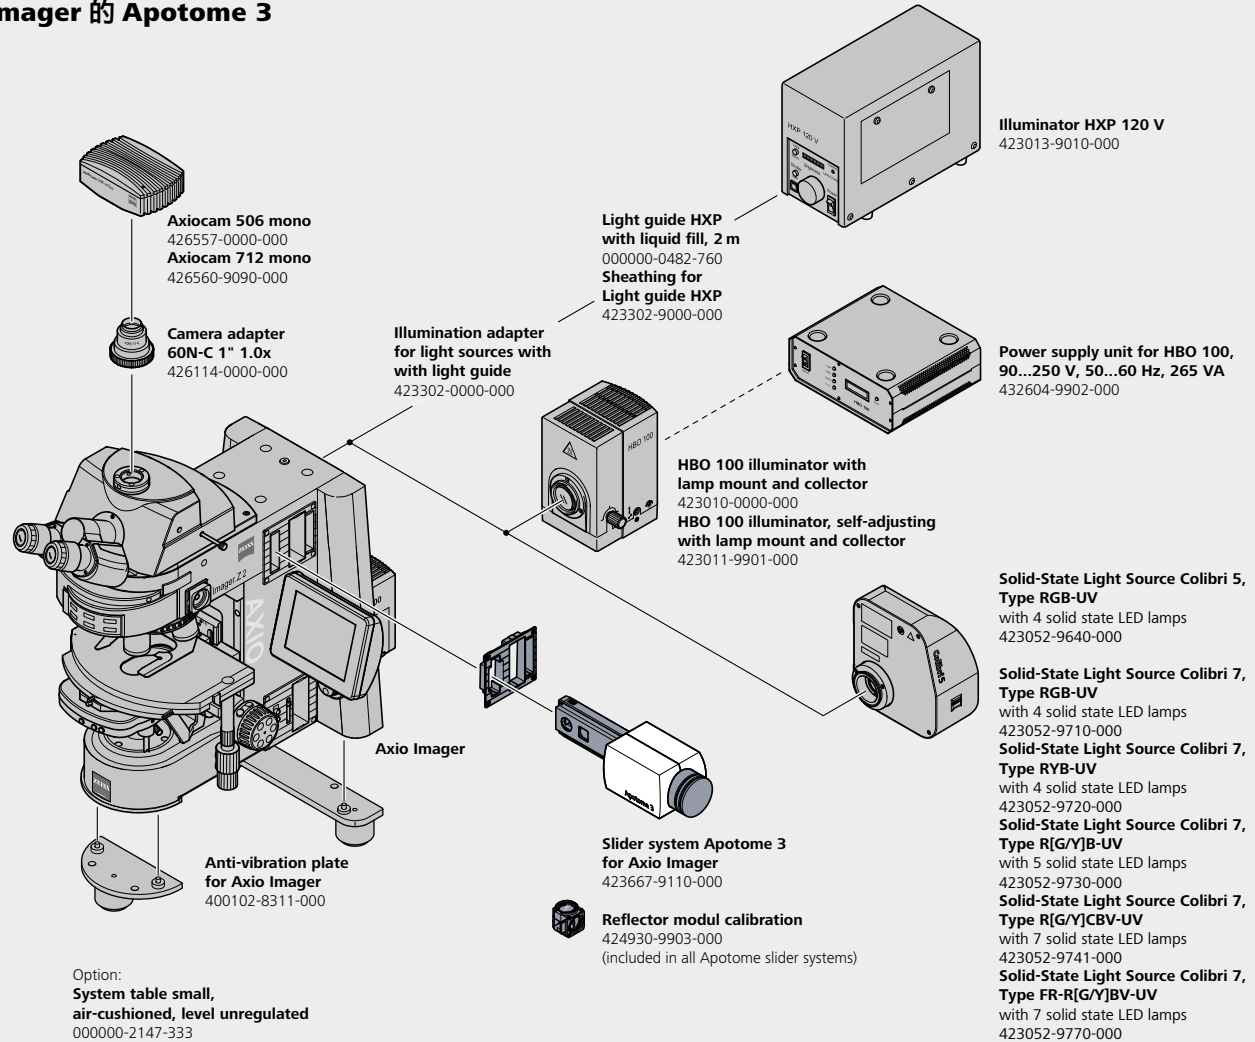 mager 的 Apotome 3
Axiocam 506 mono
426557-0000-000
Axiocam 712 mono
426560-9090-000
Camera adapter
60N-C 1" 1.0x
426114-0000-000
Illumination adapter
for light sources with
with light guide
423302-0000-000
Light guide HXP
with liquid fill, 2 m
000000-0482-760
Sheathing for
Light guide HXP
423302-9000-000
HXP 120 V
Illuminator HXP 120 V
423013-9010-000
Power supply unit for HBO 100,
90...250 V, 50...60 Hz, 265 VA
432604-9902-000
HBO 100
HBO 100
HBO 100 illuminator with
lamp mount and collector
423010-0000-000
HBO 100 illuminator, self-adjusting
with lamp mount and collector
423011-9901-000
ZEISS
Imager.Z2
AXIO
ZEISS
Axio Imager
Colibri 5
Solid-State Light Source Colibri 5,
Type RGB-UV
with 4 solid state LED lamps
423052-9640-000
Solid-State Light Source Colibri 7,
Type RGB-UV
with 4 solid state LED lamps
423052-9710-000
Solid-State Light Source Colibri 7,
Type RYB-UV
with 4 solid state LED lamps
423052-9720-000
Solid-State Light Source Colibri 7,
Type R[G/Y]B-UV
with 5 solid state LED lamps
423052-9730-000
Solid-State Light Source Colibri 7,
Type R[G/Y]CBV-UV
with 7 solid state LED lamps
423052-9741-000
Solid-State Light Source Colibri 7,
Type FR-R[G/Y]BV-UV
with 7 solid state LED lamps
423052-9770-000
Apotome 3
Slider system Apotome 3
for Axio Imager
423667-9110-000
Reflector modul calibration
424930-9903-000
(included in all Apotome slider systems)
Anti-vibration plate
for Axio Imager
400102-8311-000
Option:
System table small,
air-cushioned, level unregulated
000000-2147-333